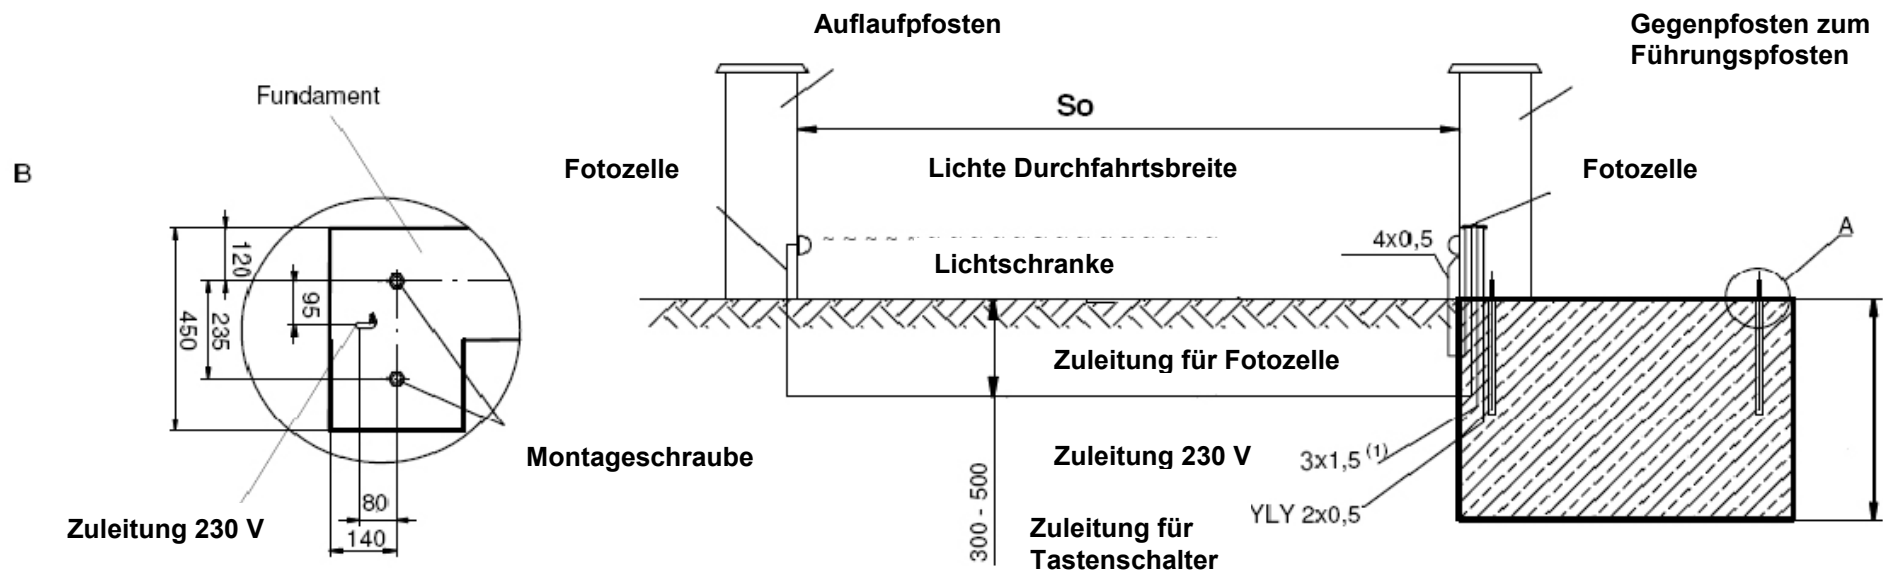 Auflaufpfosten
Gegenpfosten zum
Führungspfosten
Fundament
So
B
Fotozelle
Lichte Durchfahrtsbreite
Fotozelle
A
4x0,5
120
95
235
450
Lichtschranke
Zuleitung für Fotozelle
Montageschraube
Zuleitung 230 V
3x1,5 (1)
YLY 2x0,5
300 - 500
80
140
Zuleitung 230 V
Zuleitung für
Tastenschalter